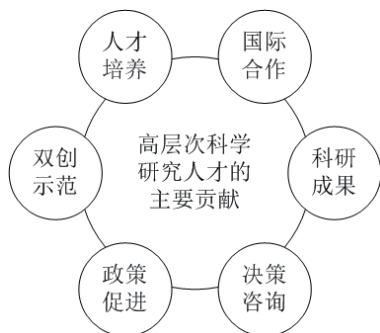 人才
培养
国际
合作
双创
示范
高层次科学
研究人才的
主要贡献
科研
成果
政策
促进
决策
咨询